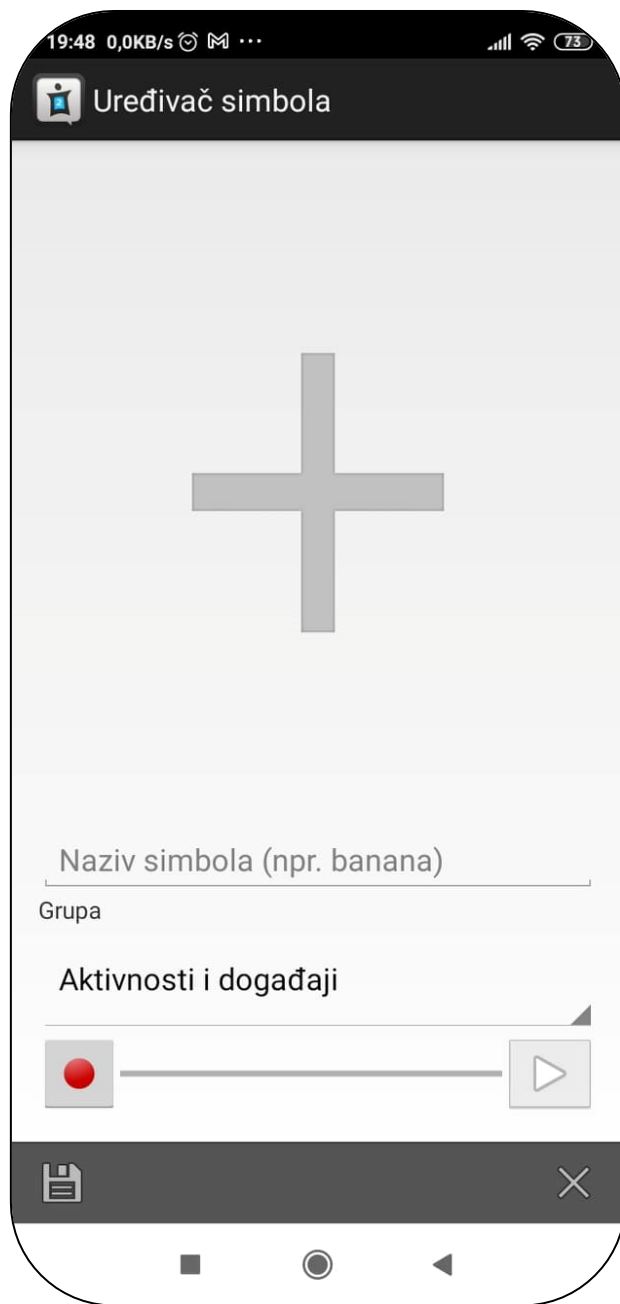 19:48 0,0KB/s ··· 73
Uređivač simbola
Naziv simbola (npr. banana)
Grupa
Aktivnosti i događaji